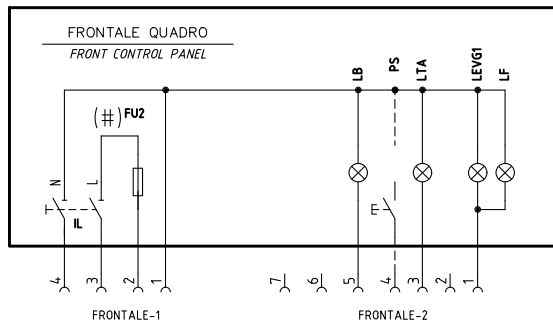 FRONTALE QUADRO
FRONT CONTROL PANEL
LB
PS
LTA
LEVG1
LF
(#) FU2
N
L
IL
4
3
2
1
7
6
5
4
3
2
1
FRONTALE-1
FRONTALE-2